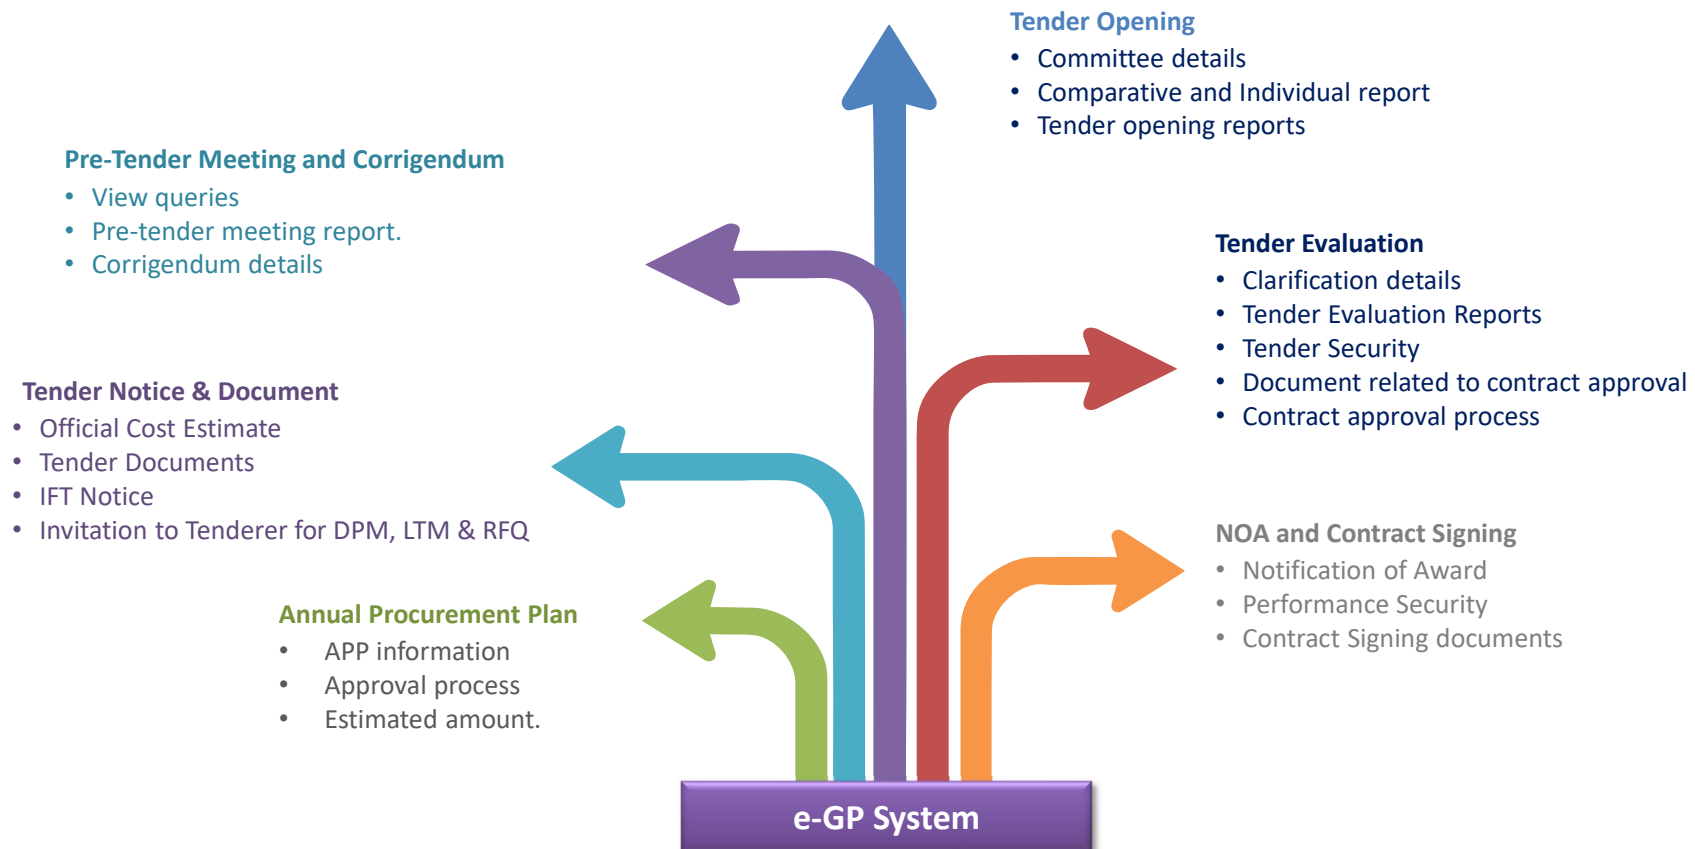 Tender Opening
• Committee details
• Comparative and Individual report
• Tender opening reports
Pre-Tender Meeting and Corrigendum
• View queries
• Pre-tender meeting report.
• Corrigendum details
Tender Evaluation
• Clarification details
• Tender Evaluation Reports
• Tender Security
• Document related to contract approval
• Contract approval process
Tender Notice & Document
• Official Cost Estimate
• Tender Documents
• IFT Notice
• Invitation to Tenderer for DPM, LTM & RFQ
NOA and Contract Signing
• Notification of Award
• Performance Security
• Contract Signing documents
Annual Procurement Plan
• APP information
• Approval process
• Estimated amount.
e-GP System